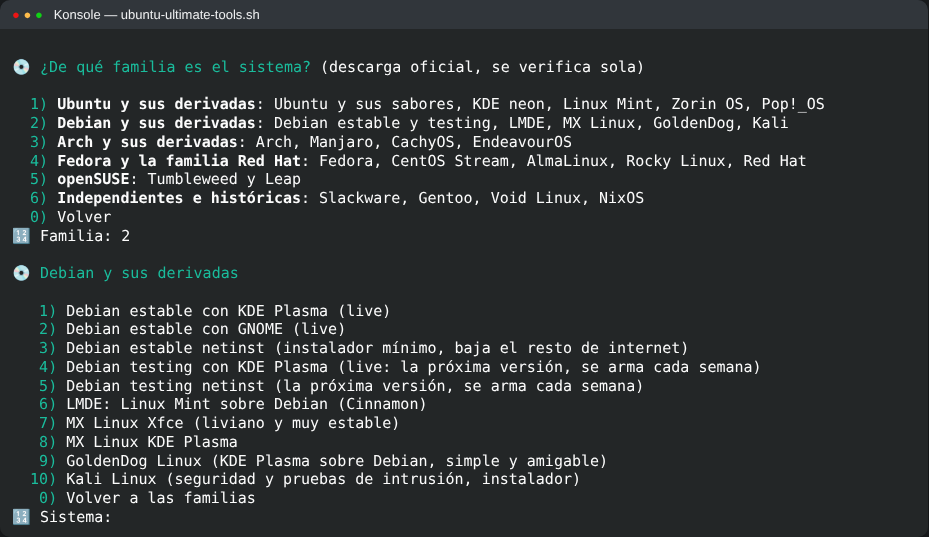 Konsole — ubuntu-ultimate-tools.sh
💿 ¿De qué familia es el sistema? (descarga oficial, se verifica sola)
1) Ubuntu y sus derivadas: Ubuntu y sus sabores, KDE neon, Linux Mint, Zorin OS, Pop!_OS
2) Debian y sus derivadas: Debian estable y testing, LMDE, MX Linux, GoldenDog, Kali
3) Arch y sus derivadas: Arch, Manjaro, CachyOS, EndeavourOS
4) Fedora y la familia Red Hat: Fedora, CentOS Stream, AlmaLinux, Rocky Linux, Red Hat
5) openSUSE: Tumbleweed y Leap
6) Independientes e históricas: Slackware, Gentoo, Void Linux, NixOS
0) Volver
🔢 Familia: 2
💿 Debian y sus derivadas
1) Debian estable con KDE Plasma (live)
2) Debian estable con GNOME (live)
3) Debian estable netinst (instalador mínimo, baja el resto de internet)
4) Debian testing con KDE Plasma (live: la próxima versión, se arma cada semana)
5) Debian testing netinst (la próxima versión, se arma cada semana)
6) LMDE: Linux Mint sobre Debian (Cinnamon)
7) MX Linux Xfce (liviano y muy estable)
8) MX Linux KDE Plasma
9) GoldenDog Linux (KDE Plasma sobre Debian, simple y amigable)
10) Kali Linux (seguridad y pruebas de intrusión, instalador)
0) Volver a las familias
🔢 Sistema: